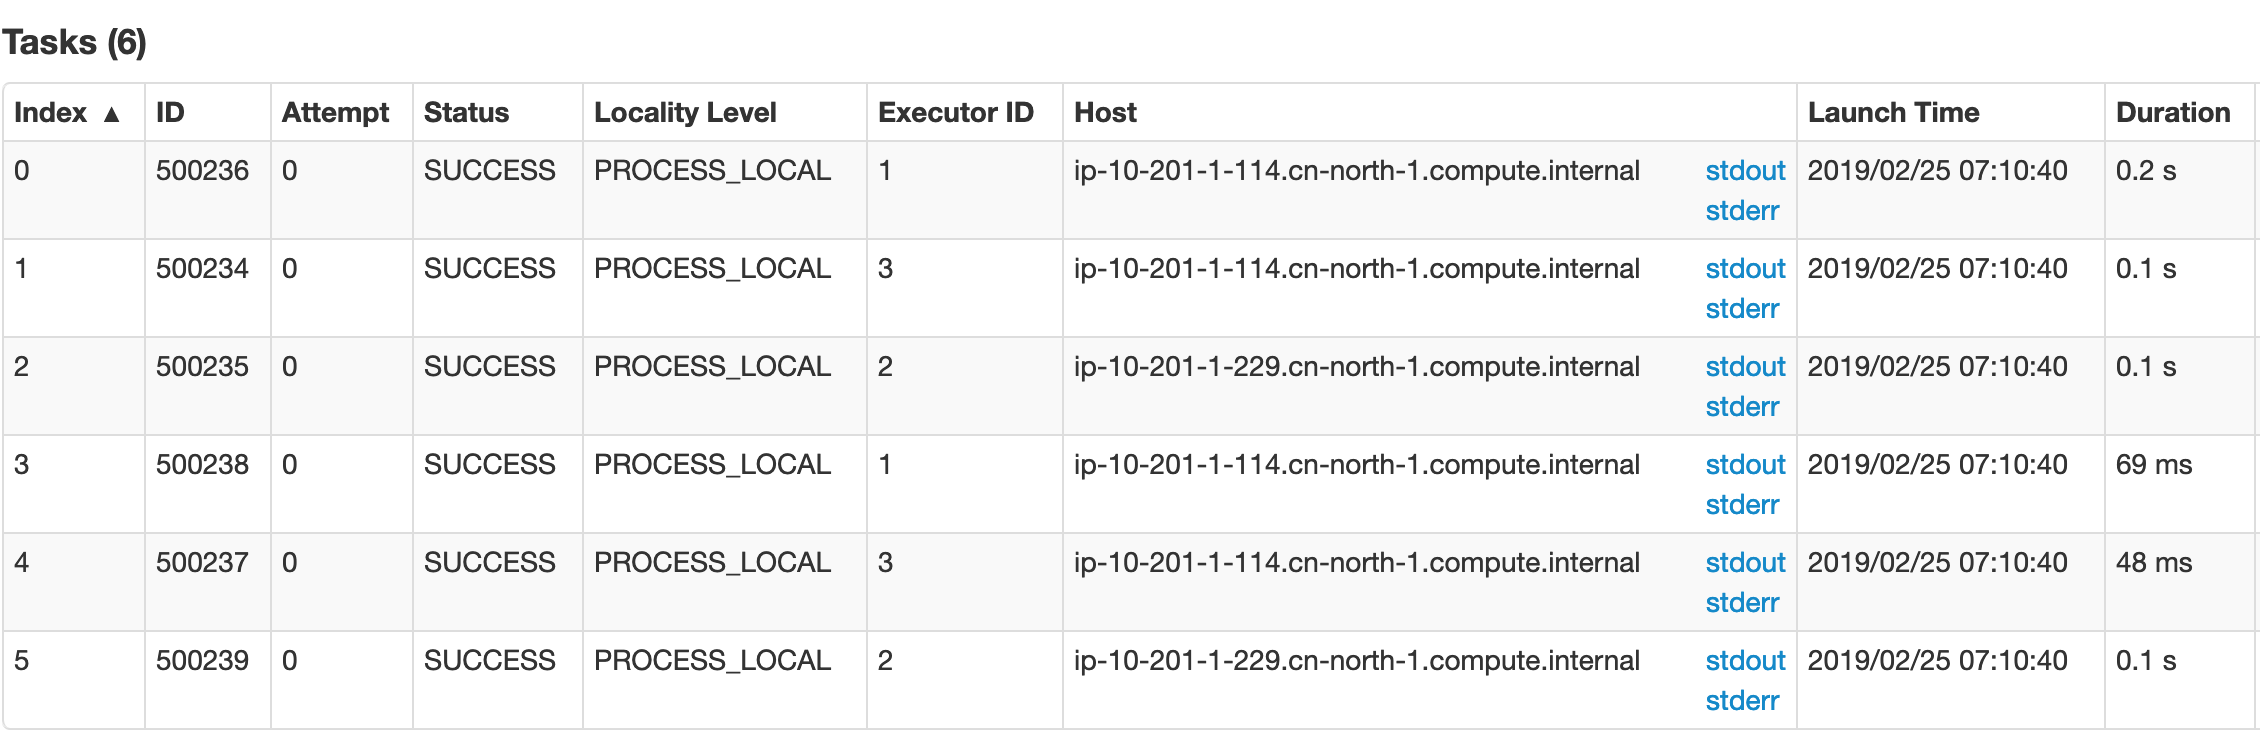 Tasks (6)
Index ▲ ID Attempt Status Locality Level Executor ID Host Launch Time Duration
0 500236 0 SUCCESS PROCESS_LOCAL 1 ip-10-201-1-114.cn-north-1.compute.internal stdout 2019/02/25 07:10:40 0.2 s
stderr
1 500234 0 SUCCESS PROCESS_LOCAL 3 ip-10-201-1-114.cn-north-1.compute.internal stdout 2019/02/25 07:10:40 0.1 s
stderr
2 500235 0 SUCCESS PROCESS_LOCAL 2 ip-10-201-1-229.cn-north-1.compute.internal stdout 2019/02/25 07:10:40 0.1 s
stderr
3 500238 0 SUCCESS PROCESS_LOCAL 1 ip-10-201-1-114.cn-north-1.compute.internal stdout 2019/02/25 07:10:40 69 ms
stderr
4 500237 0 SUCCESS PROCESS_LOCAL 3 ip-10-201-1-114.cn-north-1.compute.internal stdout 2019/02/25 07:10:40 48 ms
stderr
5 500239 0 SUCCESS PROCESS_LOCAL 2 ip-10-201-1-229.cn-north-1.compute.internal stdout 2019/02/25 07:10:40 0.1 s
stderr